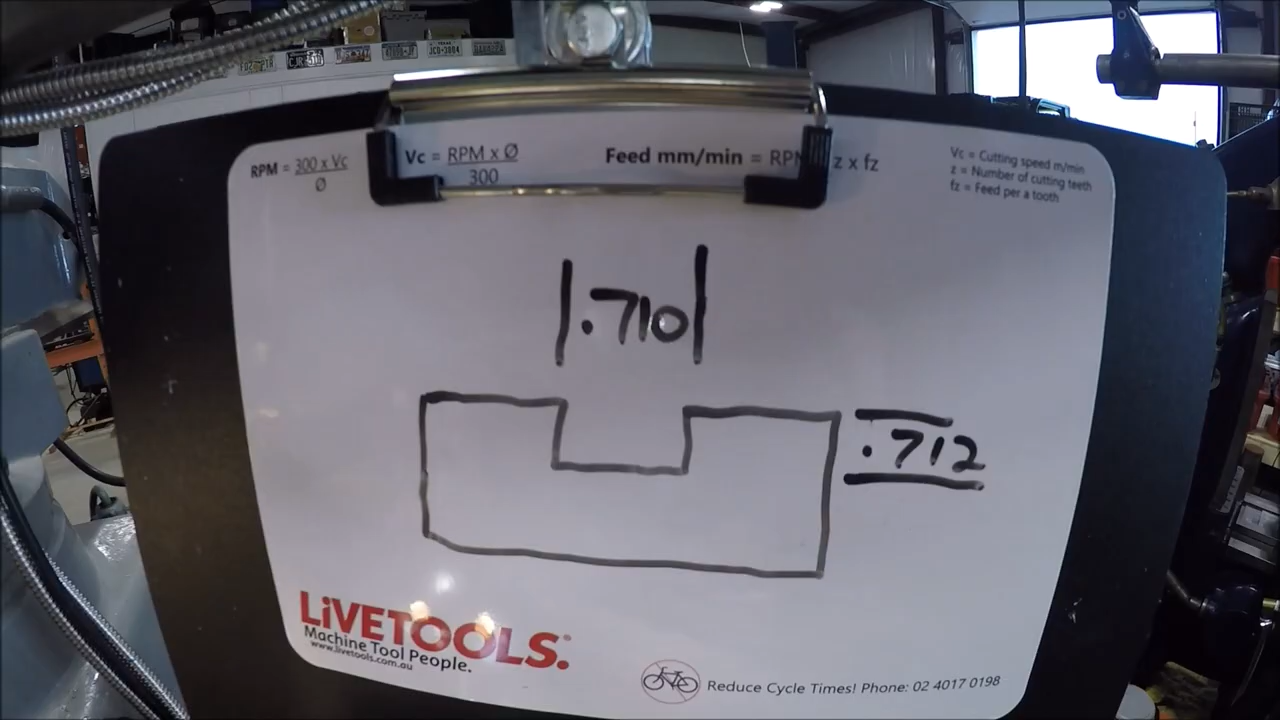 RPM = 300 x Vc
Ø
Vc = RPM x Ø
300
Feed mm/min = RPM z x fz
Vc = Cutting speed m/min
z = Number of cutting teeth
fz = Feed per a tooth
.710
.712
LiVETOOLS.
Machine Tool People.
www.livetools.com.au
Reduce Cycle Times! Phone: 02 4017 0198